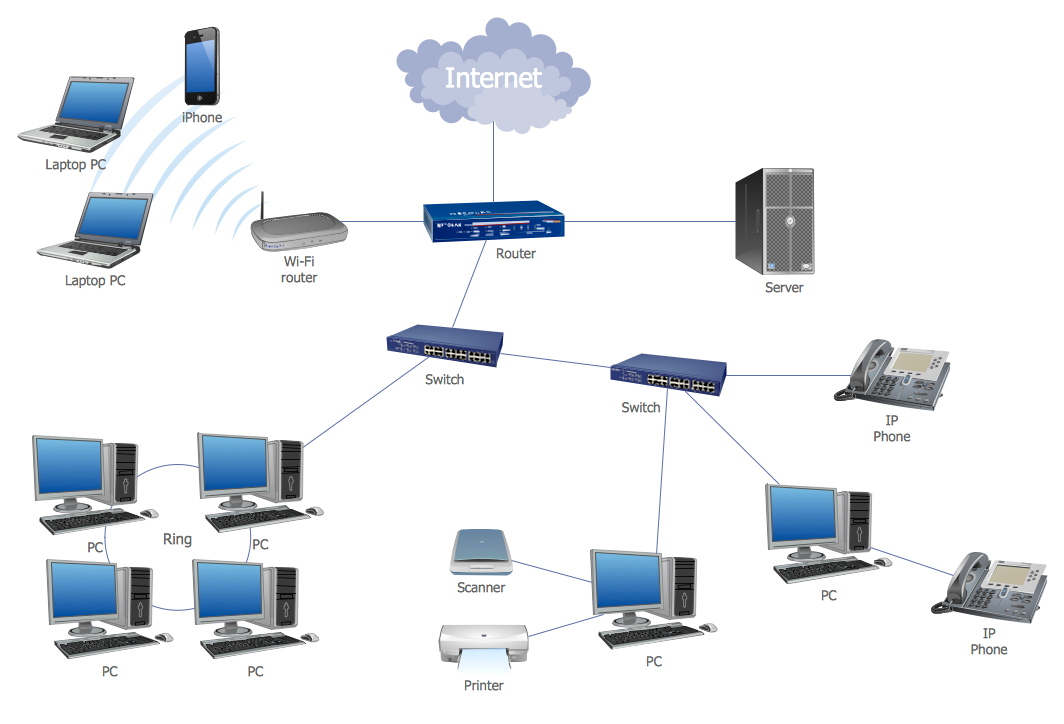 Internet
iPhone
Laptop PC
Laptop PC
Wi-Fi
router
Router
Server
Switch
Switch
IP
Phone
PC
Ring
PC
PC
PC
Scanner
Printer
PC
PC
IP
Phone